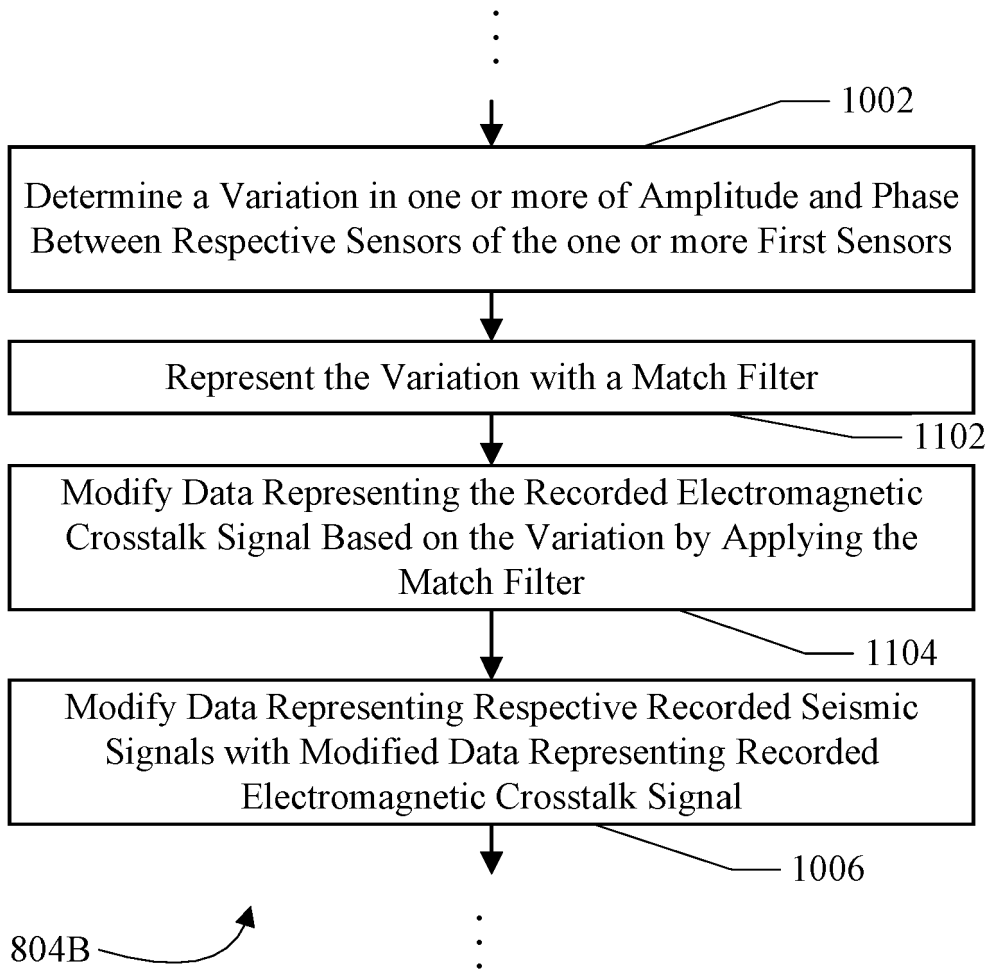 1002
Determine a Variation in one or more of Amplitude and Phase
Between Respective Sensors of the one or more First Sensors
Represent the Variation with a Match Filter
1102
Modify Data Representing the Recorded Electromagnetic
Crosstalk Signal Based on the Variation by Applying the
Match Filter
1104
Modify Data Representing Respective Recorded Seismic
Signals with Modified Data Representing Recorded
Electromagnetic Crosstalk Signal
1006
804B